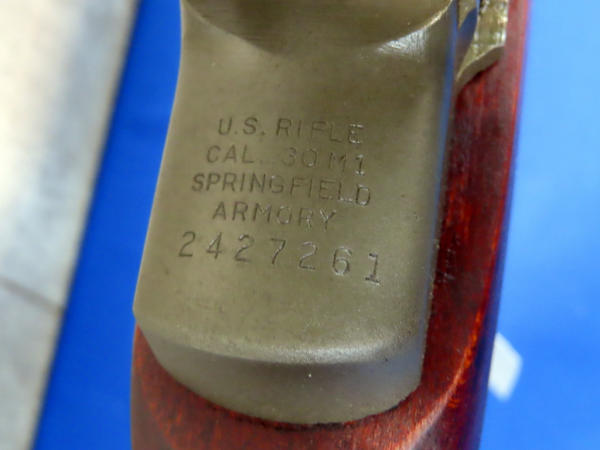 U.S. RIFLE
CAL. .30 M1
SPRINGFIELD
ARMORY
2427261